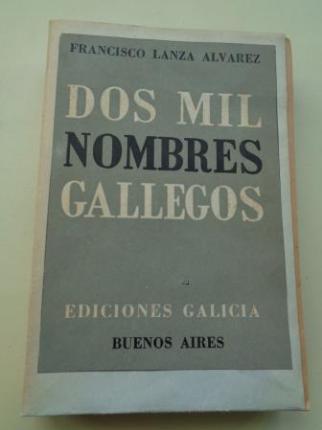 FRANCISCO LANZA ALVAREZ
DOS MIL
NOMBRES
GALLEGOS
EDICIONES GALICIA
BUENOS AIRES